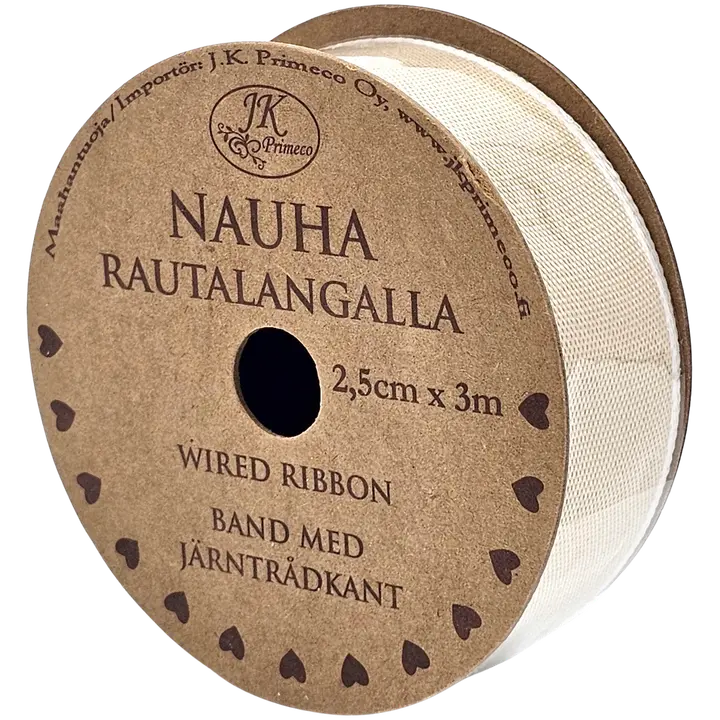 Maahantuoja/Importör: J.K. Primeco Oy, www.jkprimeco.fi
JK
Primeco
NAUHA
RAUTALANGALLA
2,5cm x 3m
WIRED RIBBON
BAND MED
JÄRNTRÅDKANT